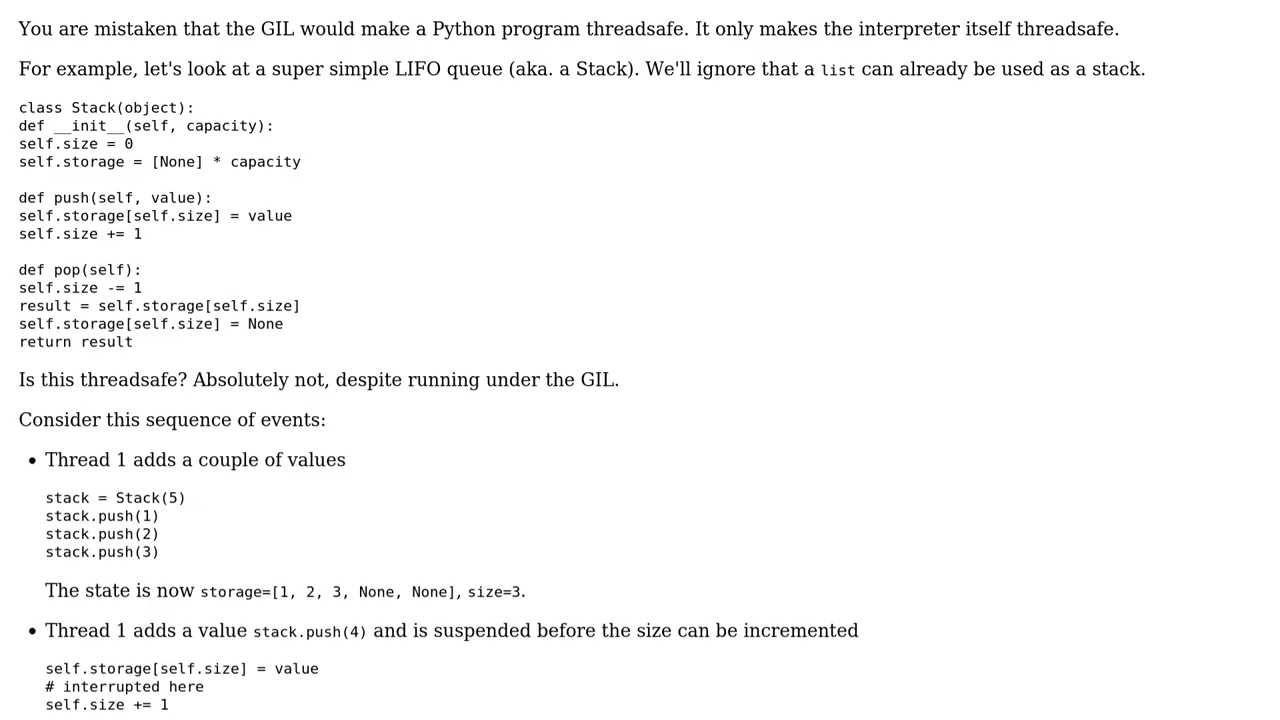 You are mistaken that the GIL would make a Python program threadsafe. It only makes the interpreter itself threadsafe.
For example, let's look at a super simple LIFO queue (aka. a Stack). We'll ignore that a list can already be used as a stack.
class Stack(object):
def __init__(self, capacity):
self.size = 0
self.storage = [None] * capacity
def push(self, value):
self.storage[self.size] = value
self.size += 1
def pop(self):
self.size -= 1
result = self.storage[self.size]
self.storage[self.size] = None
return result
Is this threadsafe? Absolutely not, despite running under the GIL.
Consider this sequence of events:
• Thread 1 adds a couple of values
stack = Stack(5)
stack.push(1)
stack.push(2)
stack.push(3)
The state is now storage=[1, 2, 3, None, None], size=3.
• Thread 1 adds a value stack.push(4) and is suspended before the size can be incremented
self.storage[self.size] = value
# interrupted here
self.size += 1